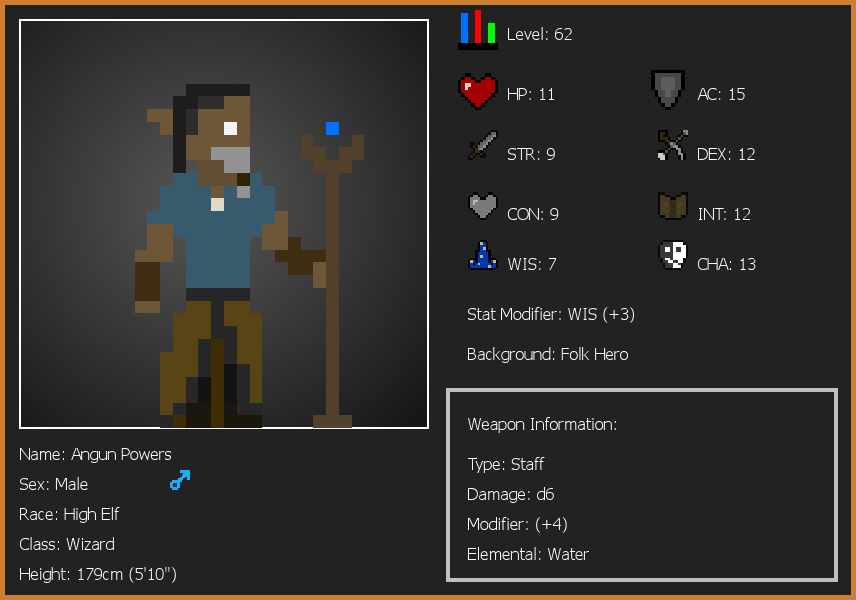 Level: 62
HP: 11
AC: 15
STR: 9
DEX: 12
CON: 9
INT: 12
WIS: 7
CHA: 13
Stat Modifier: WIS (+3)
Background: Folk Hero
Weapon Information:
Type: Staff
Damage: d6
Modifier: (+4)
Elemental: Water
Name: Angun Powers
Sex: Male
Race: High Elf
Class: Wizard
Height: 179cm (5'10")